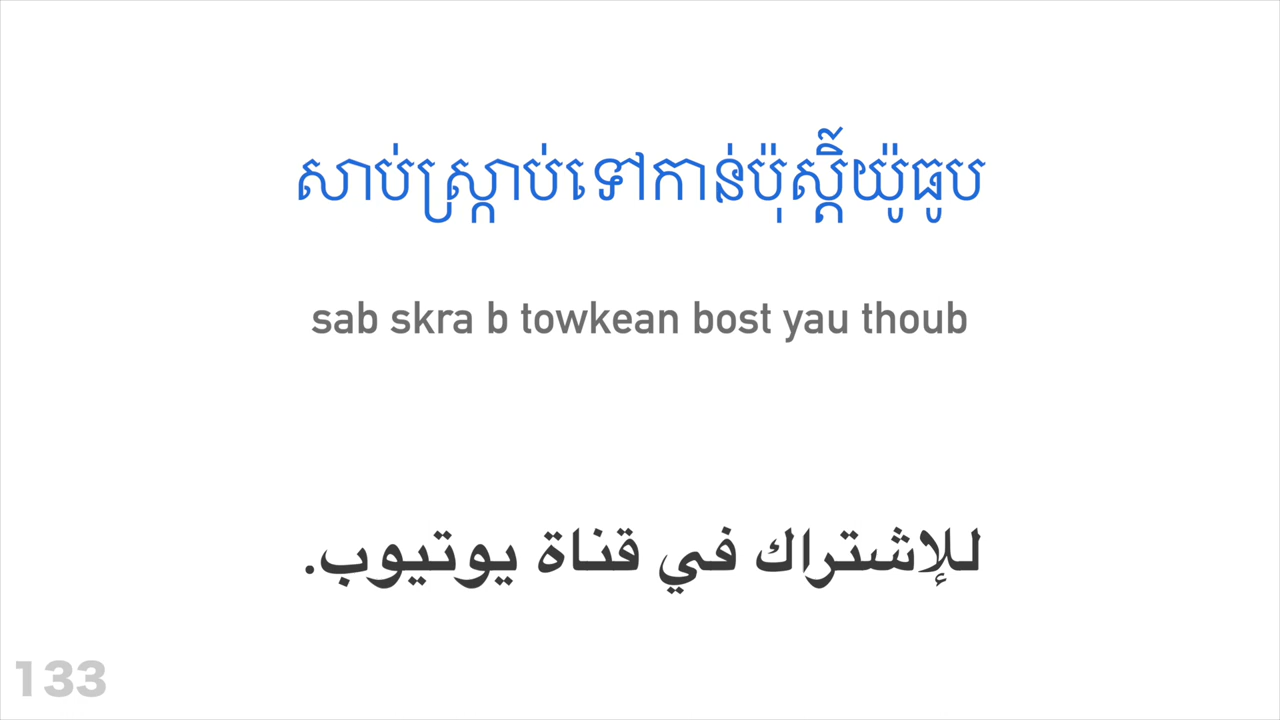 សាប់ស្ក្រាប់ទៅកាន់ប៉ុស្តិ៍យ៉ូធូប
sab skra b towkean bost yau thoub
للإشتراك في قناة يوتيوب.
133